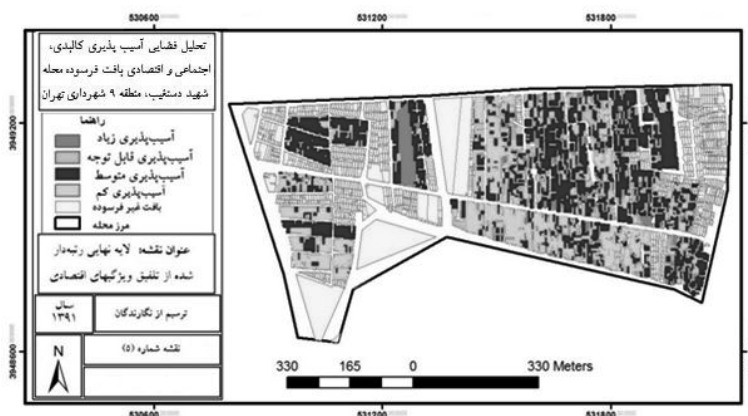 530600 531200 531800
تحلیل فضایی آسیب پذیری کالبدی،
اجتماعی و اقتصادی بافت فرسوده محله
شهید دستغیب، منطقه ۹ شهرداری تهران
راهنما
آسیب‌پذیری زیاد
آسیب‌پذیری قابل توجه
آسیب‌پذیری متوسط
آسیب‌پذیری کم
بافت غیر فرسوده
مرز محله
عنوان نقشه: لایه نهایی رتبه‌دار
شده از تلفیق ویژگیهای اقتصادی
ترسیم از نگارندگان
سال
۱۳۹۱
نقشه شماره (۵)
N
3949200
3948600
330 165 0 330 Meters
530600 531200 531800